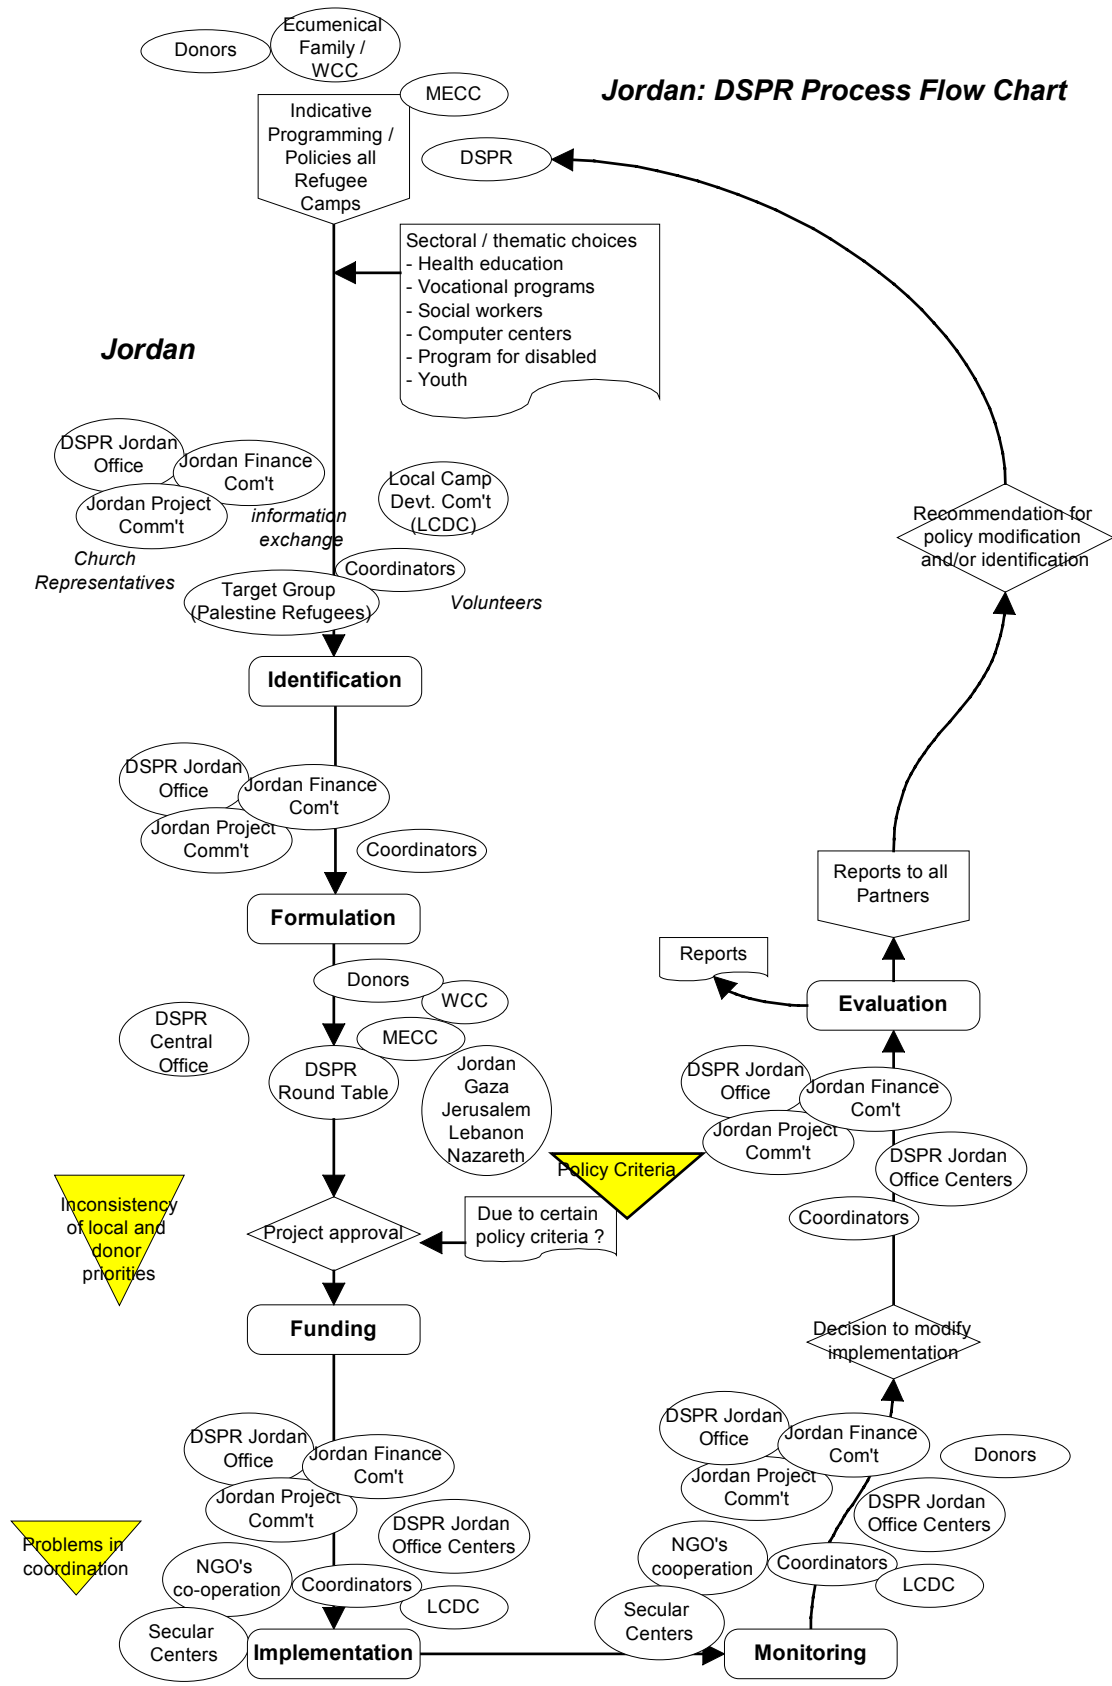 Donors
Ecumenical
Family /
WCC
MECC
Jordan: DSPR Process Flow Chart
Indicative
Programming /
Policies all
Refugee
Camps
DSPR
Sectoral / thematic choices
- Health education
- Vocational programs
- Social workers
- Computer centers
- Program for disabled
- Youth
Jordan
DSPR Jordan
Office
Jordan Finance
Com't
Jordan Project
Comm't
information
exchange
Local Camp
Devt. Com't
(LCDC)
Church
Representatives
Coordinators
Target Group
(Palestine Refugees)
Volunteers
Recommendation for
policy modification
and/or identification
Identification
DSPR Jordan
Office
Jordan Finance
Com't
Jordan Project
Comm't
Coordinators
Reports to all
Partners
Formulation
Reports
Donors
WCC
Evaluation
DSPR
Central
Office
MECC
DSPR
Round Table
Jordan
Gaza
Jerusalem
Lebanon
Nazareth
DSPR Jordan
Office
Jordan Finance
Com't
Jordan Project
Comm't
DSPR Jordan
Office Centers
Policy Criteria
Coordinators
Inconsistency
of local and
donor
priorities
Project approval
Due to certain
policy criteria ?
Funding
Decision to modify
implementation
DSPR Jordan
Office
Jordan Finance
Com't
Jordan Project
Comm't
DSPR Jordan
Office Centers
Problems in
coordination
NGO's
co-operation
Coordinators
LCDC
Secular
Centers
Implementation
DSPR Jordan
Office
Jordan Finance
Com't
Donors
Jordan Project
Comm't
DSPR Jordan
Office Centers
NGO's
cooperation
Coordinators
LCDC
Secular
Centers
Monitoring